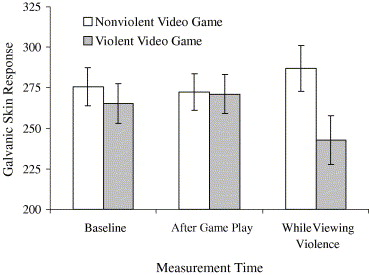 325
Nonviolent Video Game
Violent Video Game
300
275
250
225
200
Galvanic Skin Response
Baseline
After Game Play
While Viewing
Violence
Measurement Time